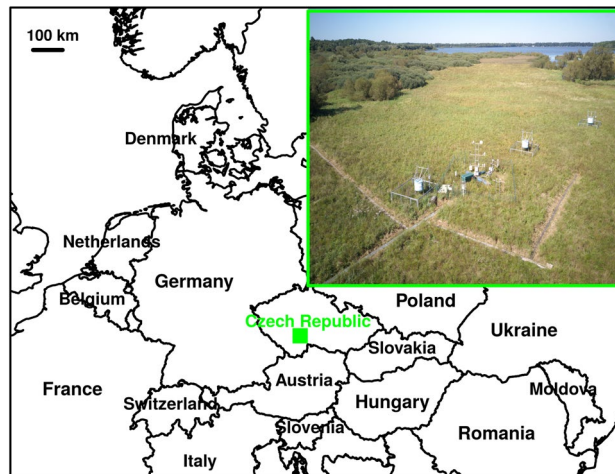 100 km
Denmark
Netherlands
Belgium
Germany
Poland
Czech Republic
Ukraine
Slovakia
France
Austria
Moldova
Switzerland
Hungary
Slovenia
Romania
Italy